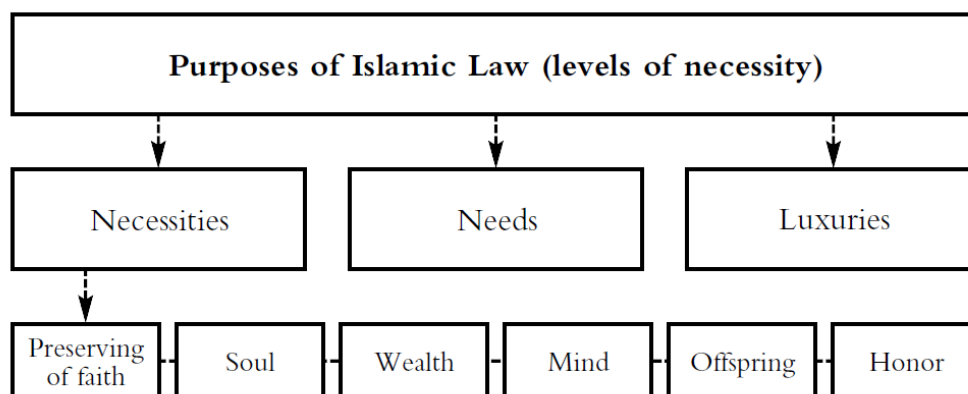 Purposes of Islamic Law (levels of necessity)
Necessities
Needs
Luxuries
Preserving
of faith
Soul
Wealth
Mind
Offspring
Honor